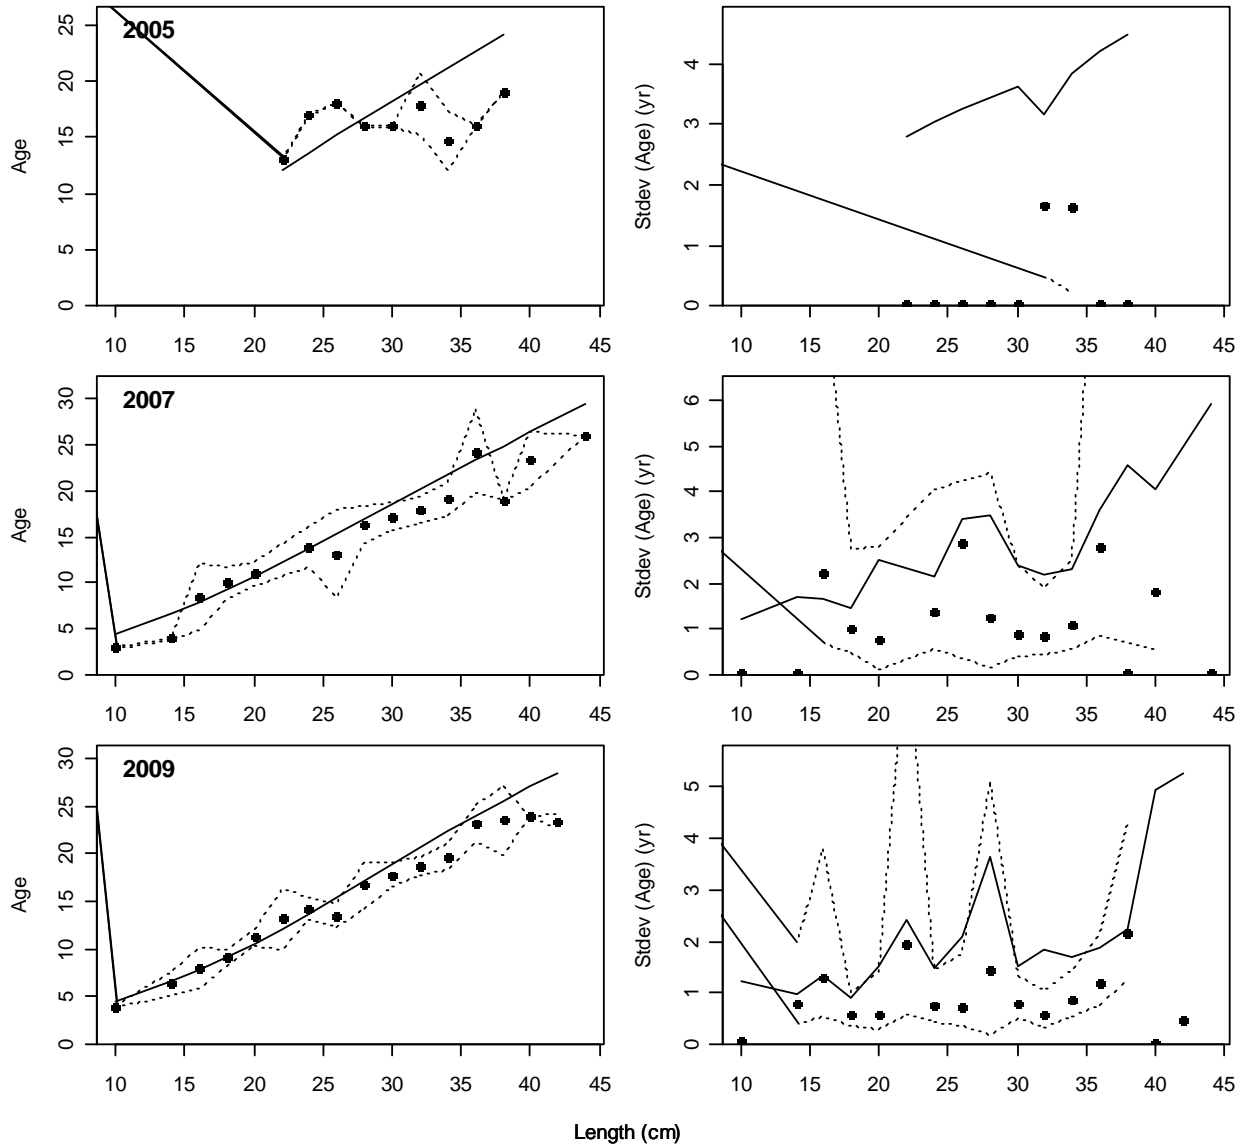 2005
Age
0 5 10 15 20 25
10 15 20 25 30 35 40 45
Stdev (Age) (yr)
0 1 2 3 4
10 15 20 25 30 35 40 45
2007
Age
0 5 10 15 20 25 30
10 15 20 25 30 35 40 45
Stdev (Age) (yr)
0 1 2 3 4 5 6
10 15 20 25 30 35 40 45
2009
Age
0 5 10 15 20 25 30
10 15 20 25 30 35 40 45
Stdev (Age) (yr)
0 1 2 3 4 5
10 15 20 25 30 35 40 45
Length (cm)